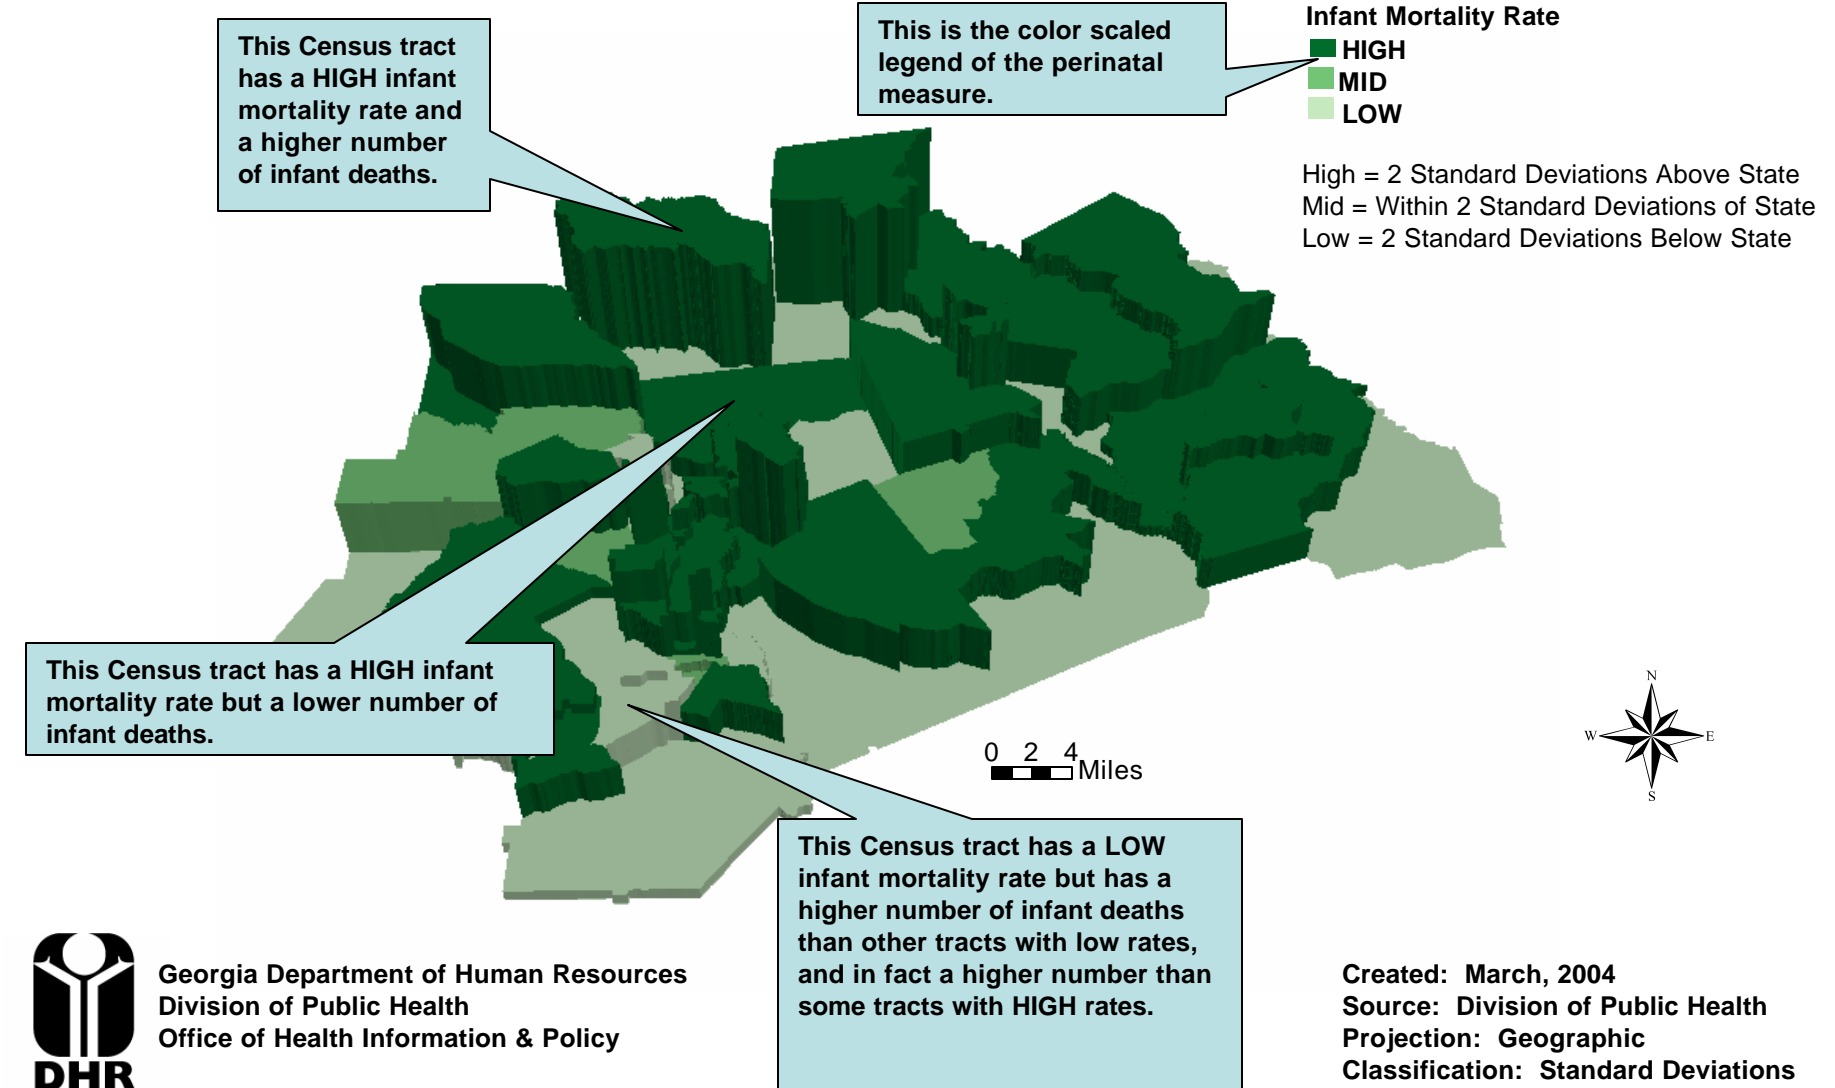 This Census tract
has a HIGH infant
mortality rate and
a higher number
of infant deaths.
This is the color scaled
legend of the perinatal
measure.
Infant Mortality Rate
HIGH
MID
LOW
High = 2 Standard Deviations Above State
Mid = Within 2 Standard Deviations of State
Low = 2 Standard Deviations Below State
This Census tract has a HIGH infant
mortality rate but a lower number of
infant deaths.
N
W E
S
0 2 4
Miles
This Census tract has a LOW
infant mortality rate but has a
higher number of infant deaths
than other tracts with low rates,
and in fact a higher number than
some tracts with HIGH rates.
DHR
Georgia Department of Human Resources
Division of Public Health
Office of Health Information & Policy
Created: March, 2004
Source: Division of Public Health
Projection: Geographic
Classification: Standard Deviations